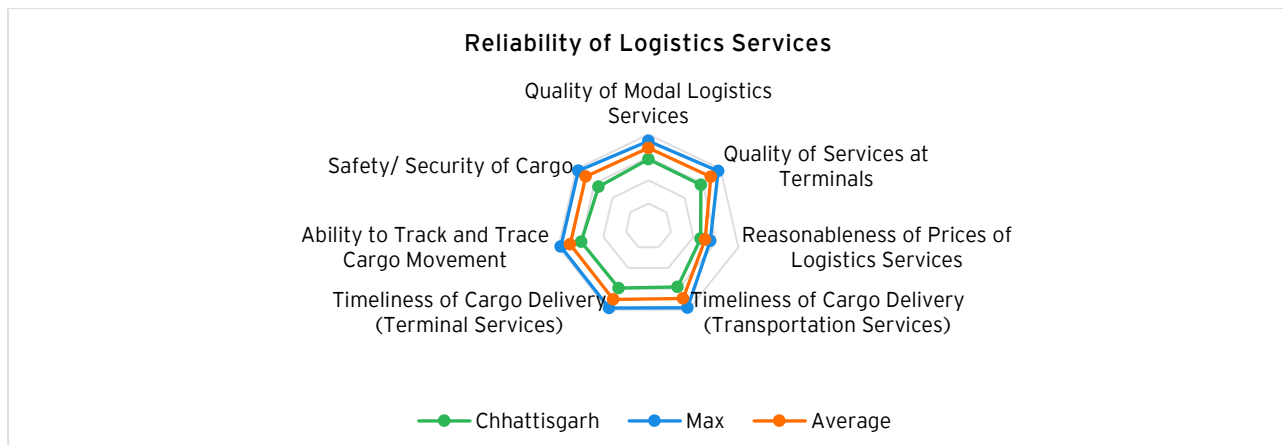 Reliability of Logistics Services
Quality of Modal Logistics
Services
Quality of Services at
Terminals
Reasonableness of Prices of
Logistics Services
Timeliness of Cargo Delivery
(Transportation Services)
Timeliness of Cargo Delivery
(Terminal Services)
Ability to Track and Trace
Cargo Movement
Safety/ Security of Cargo
Chhattisgarh
Max
Average